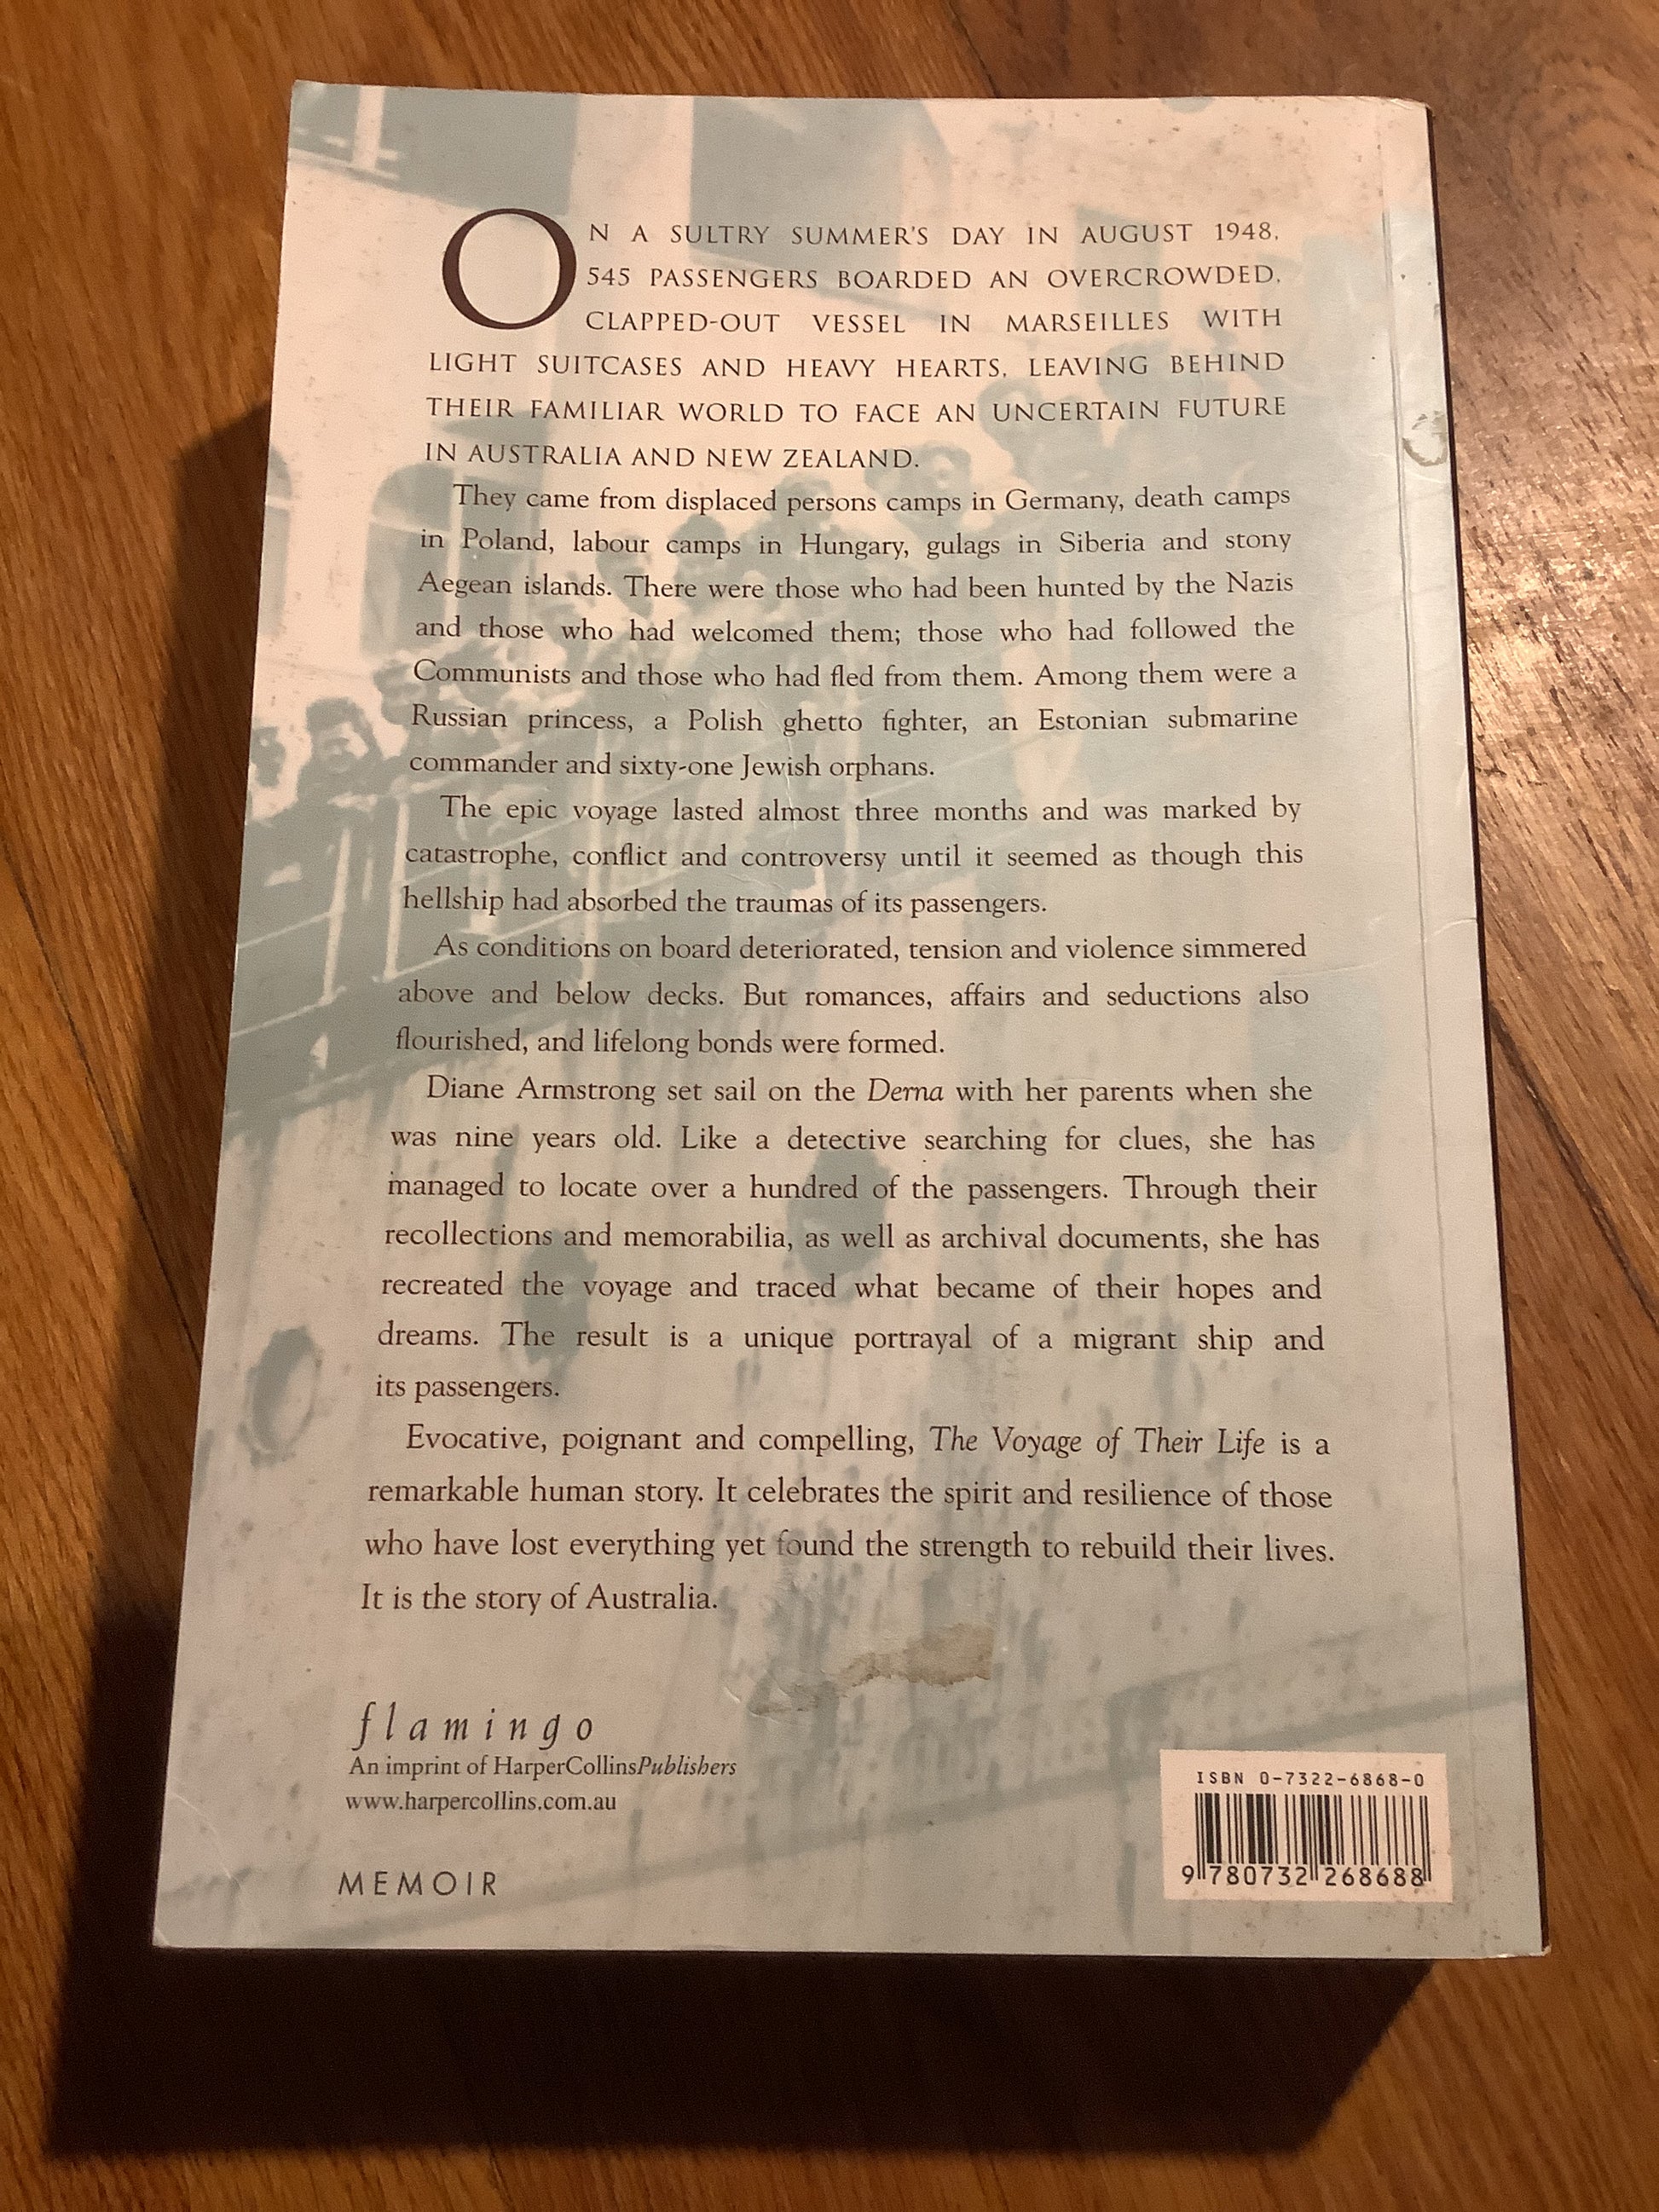 ON A SULTRY SUMMER'S DAY IN AUGUST 1948,
545 PASSENGERS BOARDED AN OVERCROWDED,
CLAPPED-OUT VESSEL IN MARSEILLES WITH
LIGHT SUITCASES AND HEAVY HEARTS, LEAVING BEHIND
THEIR FAMILIAR WORLD TO FACE AN UNCERTAIN FUTURE
IN AUSTRALIA AND NEW ZEALAND.
They came from displaced persons camps in Germany, death camps
in Poland, labour camps in Hungary, gulags in Siberia and stony
Aegean islands. There were those who had been hunted by the Nazis
and those who had welcomed them; those who had followed the
Communists and those who had fled from them. Among them were a
Russian princess, a Polish ghetto fighter, an Estonian submarine
commander and sixty-one Jewish orphans.
The epic voyage lasted almost three months and was marked by
catastrophe, conflict and controversy until it seemed as though this
hellship had absorbed the traumas of its passengers.
As conditions on board deteriorated, tension and violence simmered
above and below decks. But romances, affairs and seductions also
flourished, and lifelong bonds were formed.
Diane Armstrong set sail on the Derna with her parents when she
was nine years old. Like a detective searching for clues, she has
managed to locate over a hundred of the passengers. Through their
recollections and memorabilia, as well as archival documents, she has
recreated the voyage and traced what became of their hopes and
dreams. The result is a unique portrayal of a migrant ship and
its passengers.
Evocative, poignant and compelling, The Voyage of Their Life is a
remarkable human story. It celebrates the spirit and resilience of those
who have lost everything yet found the strength to rebuild their lives.
It is the story of Australia.
flamingo
An imprint of HarperCollinsPublishers
www.harpercollins.com.au
MEMOIR
ISBN 0-7322-6868-0
9 780732 268688